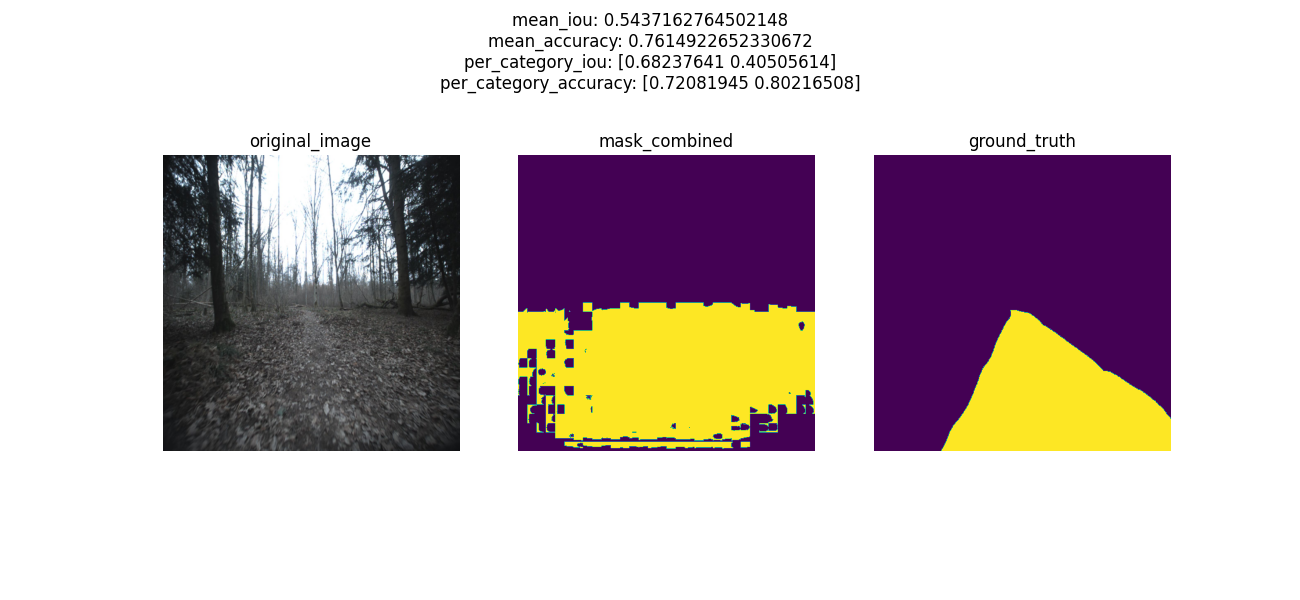 mean_iou: 0.5437162764502148
mean_accuracy: 0.7614922652330672
per_category_iou: [0.68237641 0.40505614]
per_category_accuracy: [0.72081945 0.80216508]
original_image
mask_combined
ground_truth